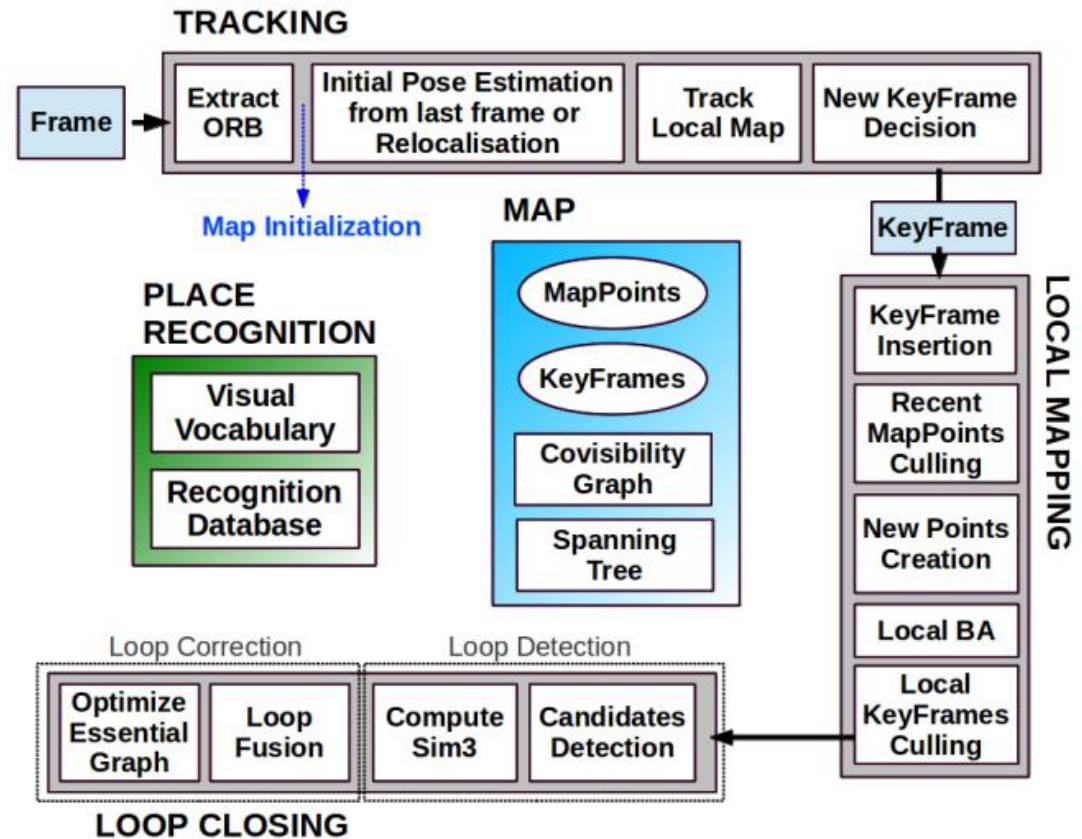 TRACKING
Frame
Extract
ORB
Initial Pose Estimation
from last frame or
Relocalisation
Track
Local Map
New KeyFrame
Decision
Map Initialization
KeyFrame
MAP
MapPoints
KeyFrames
Covisibility
Graph
Spanning
Tree
PLACE
RECOGNITION
Visual
Vocabulary
Recognition
Database
LOCAL MAPPING
KeyFrame
Insertion
Recent
MapPoints
Culling
New Points
Creation
Local BA
Local
KeyFrames
Culling
Loop Correction
Loop Detection
Optimize
Essential
Graph
Loop
Fusion
Compute
Sim3
Candidates
Detection
LOOP CLOSING